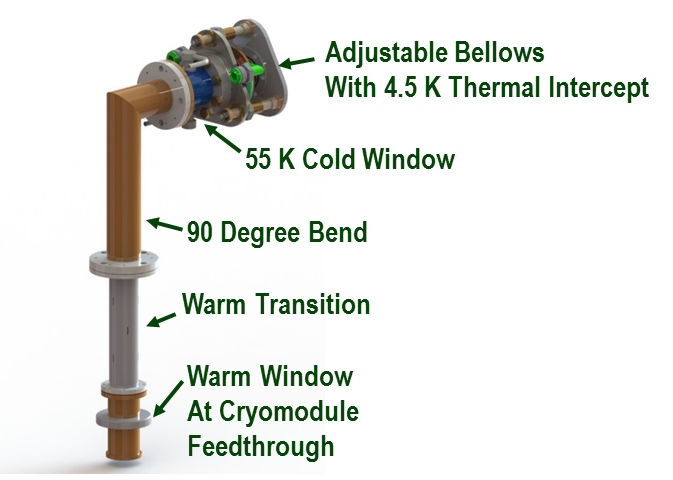 Adjustable Bellows
With 4.5 K Thermal Intercept
55 K Cold Window
90 Degree Bend
Warm Transition
Warm Window
At Cryomodule
Feedthrough